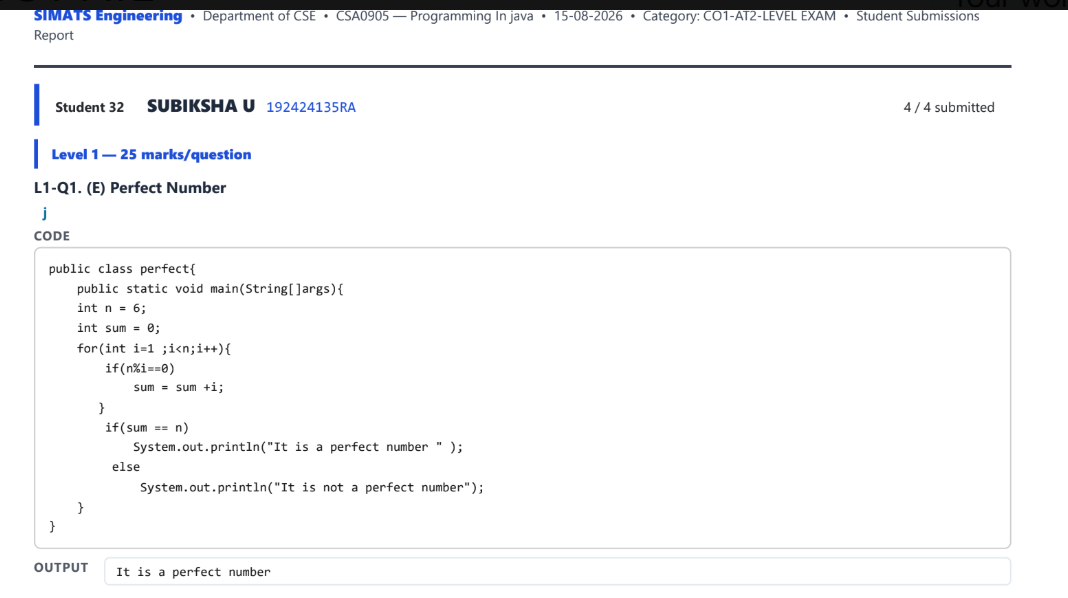 SIMATS Engineering • Department of CSE • CSA0905 — Programming In java • 15-08-2026 • Category: CO1-AT2-LEVEL EXAM • Student Submissions
Report
Student 32 SUBIKSHA U 192424135RA 4 / 4 submitted
Level 1 — 25 marks/question
L1-Q1. (E) Perfect Number
j
CODE
public class perfect{
    public static void main(String[]args){
    int n = 6;
    int sum = 0;
    for(int i=1 ;i<n;i++){
        if(n%i==0)
            sum = sum +i;
       }
        if(sum == n)
            System.out.println("It is a perfect number " );
         else
             System.out.println("It is not a perfect number");
    }
}
OUTPUT It is a perfect number